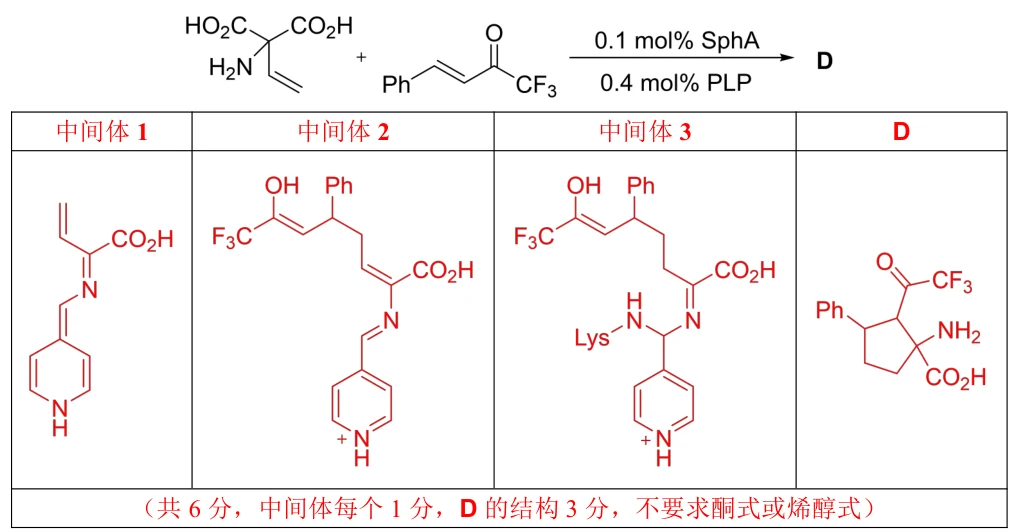 HO₂C CO₂H
H₂N
+
Ph O CF₃
0.1 mol% SphA
0.4 mol% PLP
D
中间体 1 中间体 2 中间体 3 D
CO₂H
N
N
H
OH Ph
F₃C
CO₂H
N
+ N
H
OH Ph
F₃C
CO₂H
H
N N
Lys
+ N
H
O
CF₃
Ph
NH₂
CO₂H
（共 6 分，中间体每个 1 分，D 的结构 3 分，不要求酮式或烯醇式）